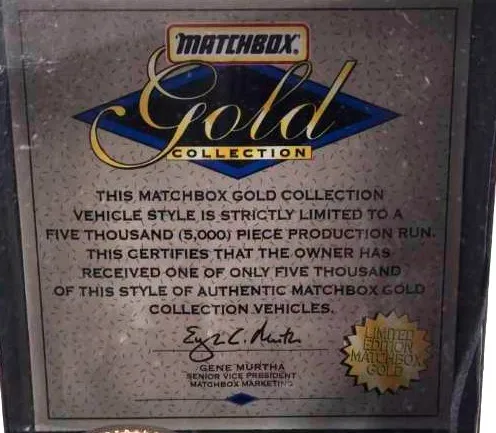 MATCHBOX
Gold
COLLECTION
THIS MATCHBOX GOLD COLLECTION
VEHICLE STYLE IS STRICTLY LIMITED TO A
FIVE THOUSAND (5,000) PIECE PRODUCTION RUN.
THIS CERTIFIES THAT THE OWNER HAS
RECEIVED ONE OF ONLY FIVE THOUSAND
OF THIS STYLE OF AUTHENTIC MATCHBOX GOLD
COLLECTION VEHICLES.
GENE MURTHA
SENIOR VICE PRESIDENT
MATCHBOX MARKETING
LIMITED
EDITION
MATCHBOX
GOLD